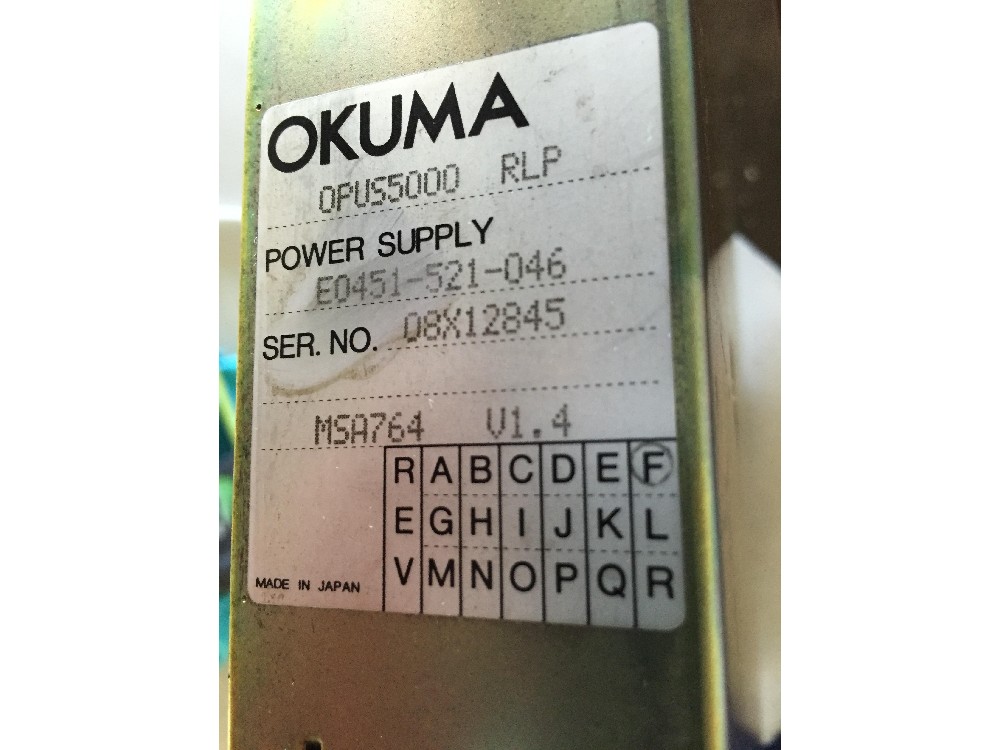 OKUMA
OPUS5000 RLP
POWER SUPPLY
E0451-521-046
SER. NO. 08X12845
MSA764 V1.4
R A B C D E F
E G H I J K L
V M N O P Q R
MADE IN JAPAN